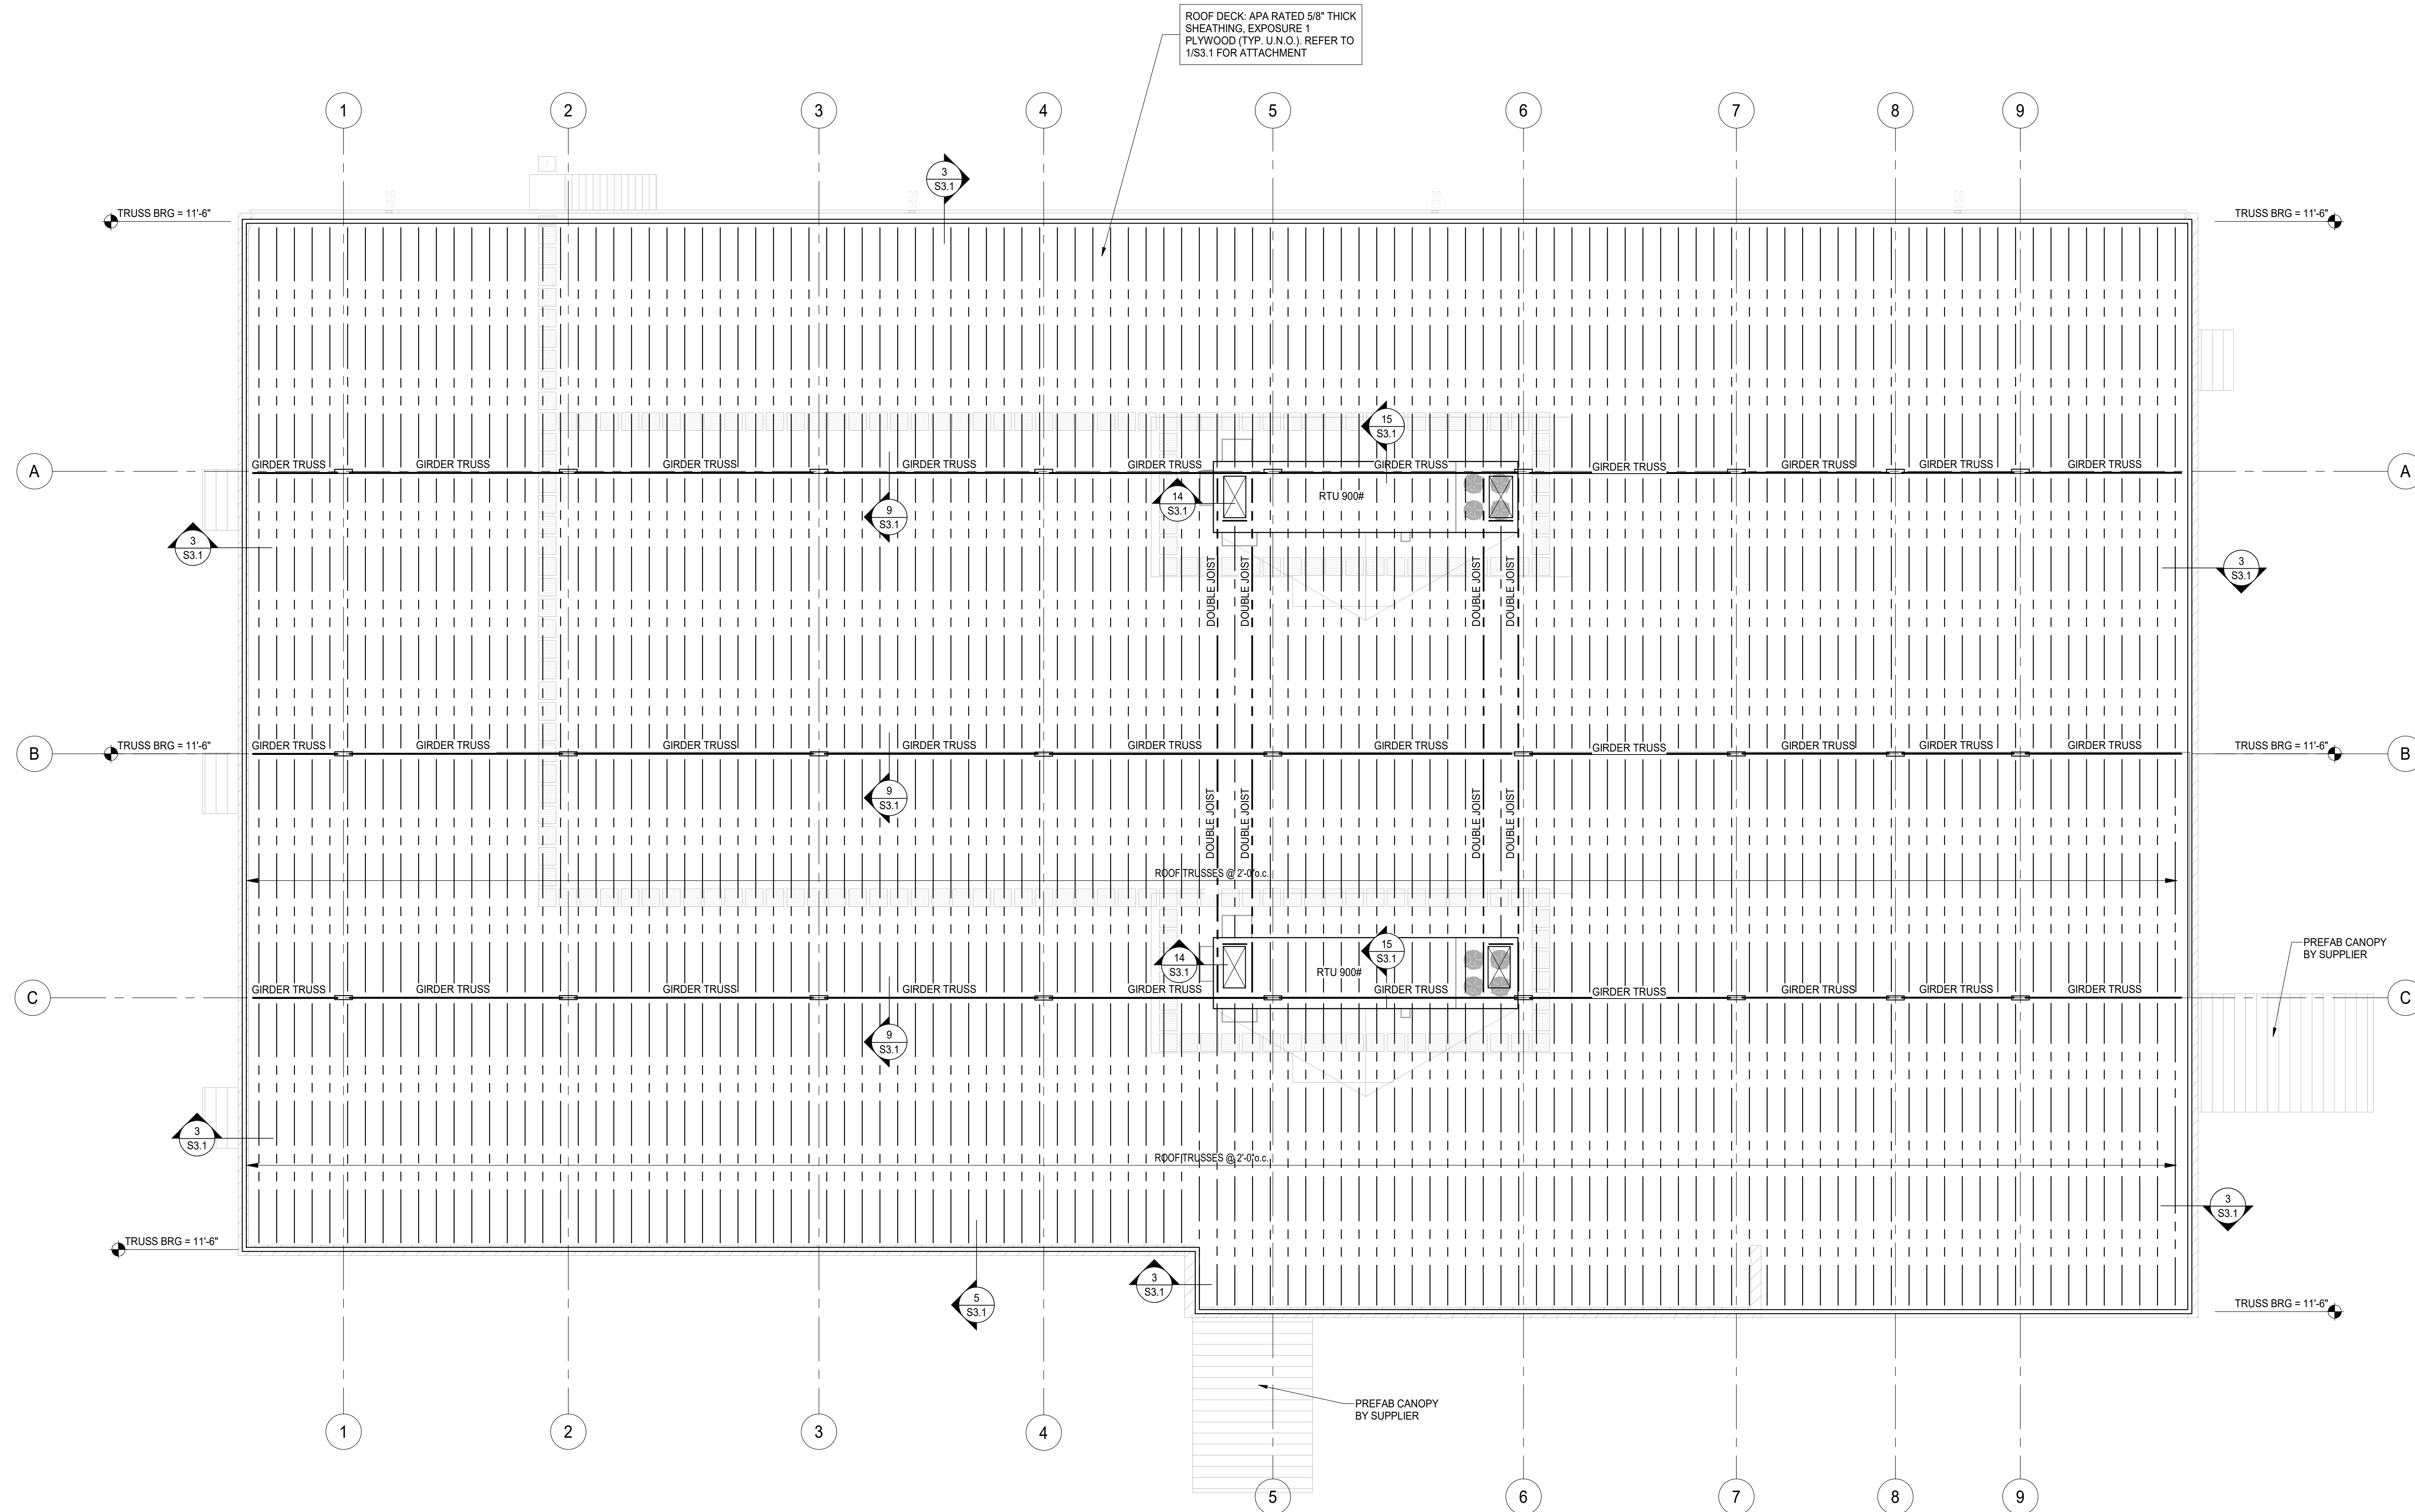 ROOF DECK: APA RATED 5/8" THICK
SHEATHING, EXPOSURE 1
PLYWOOD (TYP. U.N.O.). REFER TO
1/S3.1 FOR ATTACHMENT
1
2
3
4
5
6
7
8
9
3
S3.1
TRUSS BRG = 11'-6"
TRUSS BRG = 11'-6"
15
S3.1
A
GIRDER TRUSS
GIRDER TRUSS
GIRDER TRUSS
GIRDER TRUSS
GIRDER TRUSS
GIRDER TRUSS
GIRDER TRUSS
GIRDER TRUSS
GIRDER TRUSS
GIRDER TRUSS
A
14
S3.1
RTU 900#
9
S3.1
3
S3.1
3
S3.1
DOUBLE JOIST
DOUBLE JOIST
DOUBLE JOIST
DOUBLE JOIST
B
TRUSS BRG = 11'-6"
GIRDER TRUSS
GIRDER TRUSS
GIRDER TRUSS
GIRDER TRUSS
GIRDER TRUSS
GIRDER TRUSS
GIRDER TRUSS
GIRDER TRUSS
GIRDER TRUSS
GIRDER TRUSS
TRUSS BRG = 11'-6"
B
9
S3.1
DOUBLE JOIST
DOUBLE JOIST
DOUBLE JOIST
DOUBLE JOIST
ROOF TRUSSES @ 2'-0"o.c.
PREFAB CANOPY
BY SUPPLIER
15
S3.1
14
S3.1
RTU 900#
C
GIRDER TRUSS
GIRDER TRUSS
GIRDER TRUSS
GIRDER TRUSS
GIRDER TRUSS
GIRDER TRUSS
GIRDER TRUSS
GIRDER TRUSS
GIRDER TRUSS
GIRDER TRUSS
C
9
S3.1
3
S3.1
ROOF TRUSSES @ 2'-0"o.c.
3
S3.1
TRUSS BRG = 11'-6"
3
S3.1
5
S3.1
TRUSS BRG = 11'-6"
PREFAB CANOPY
BY SUPPLIER
1
2
3
4
5
6
7
8
9